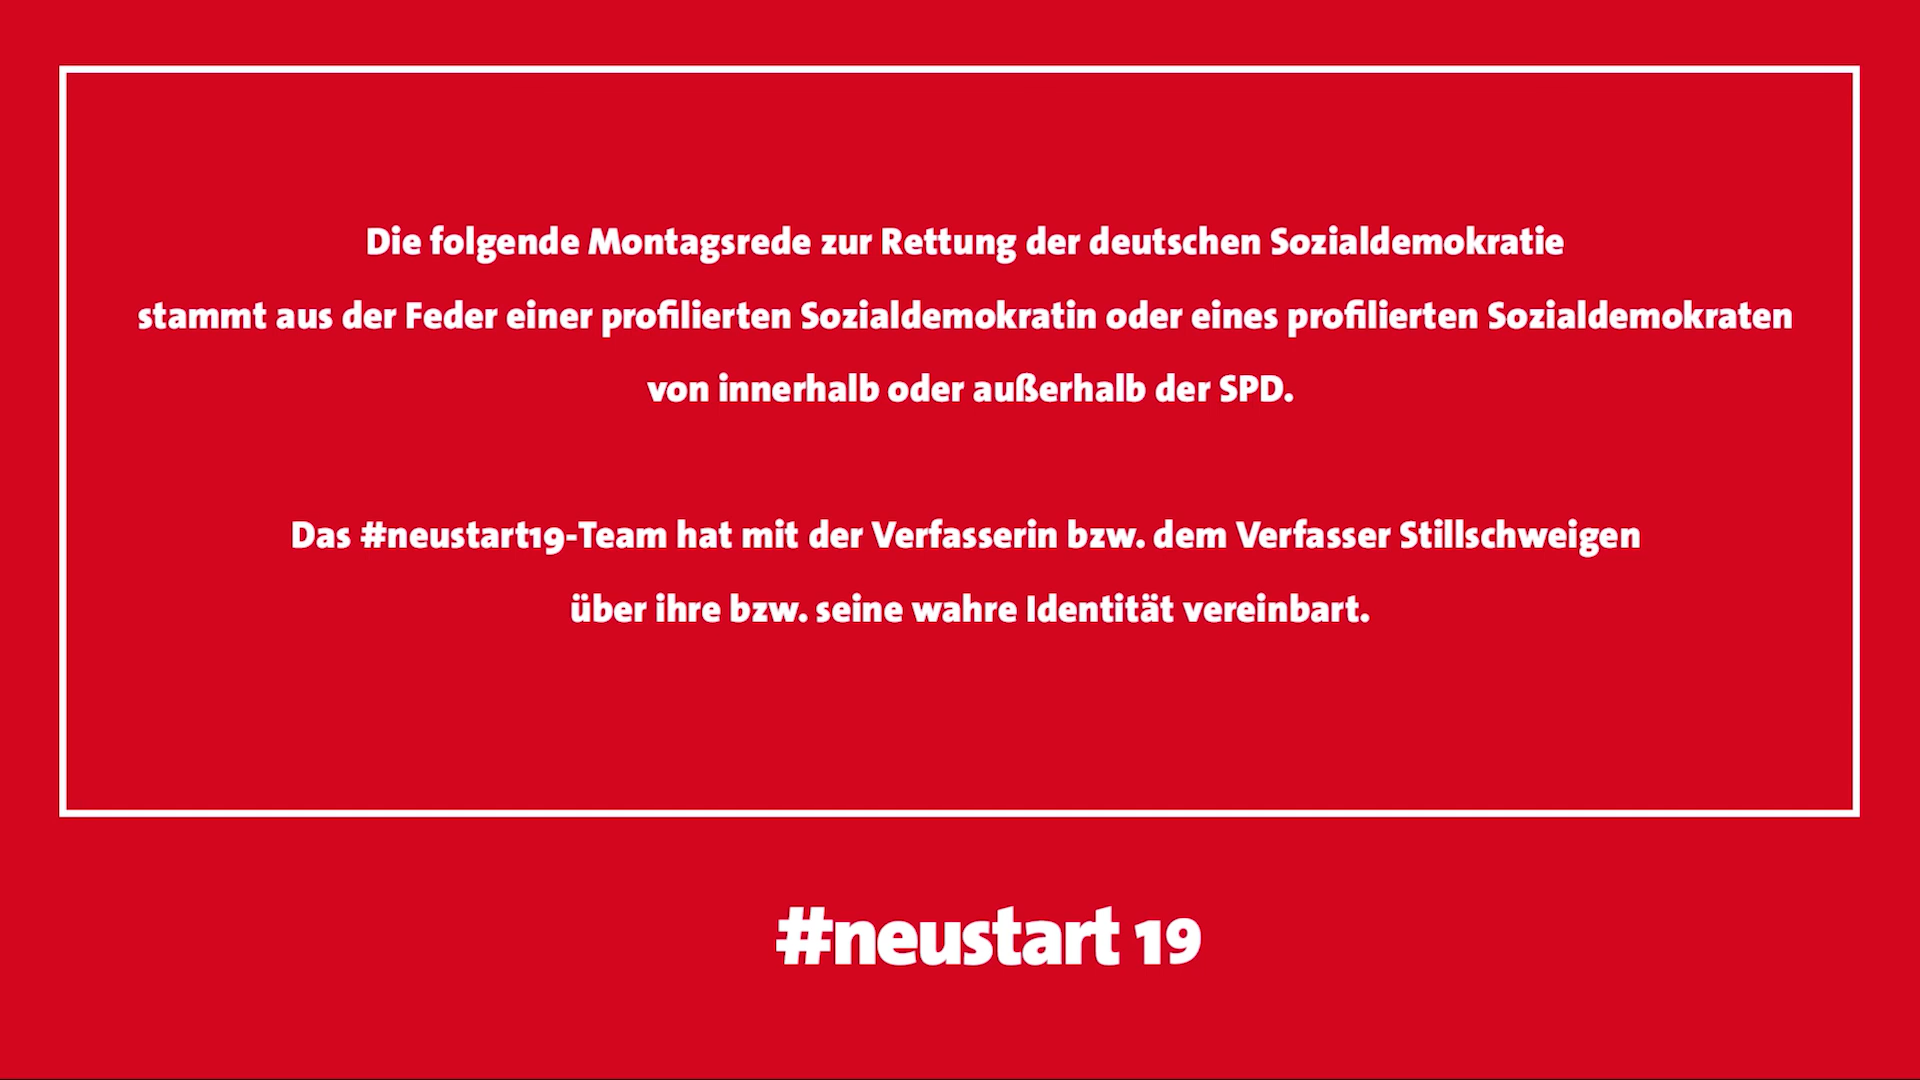 Die folgende Montagsrede zur Rettung der deutschen Sozialdemokratie
stammt aus der Feder einer profilierten Sozialdemokratin oder eines profilierten Sozialdemokraten
von innerhalb oder außerhalb der SPD.
Das #neustart19-Team hat mit der Verfasserin bzw. dem Verfasser Stillschweigen
über ihre bzw. seine wahre Identität vereinbart.
#neustart 19